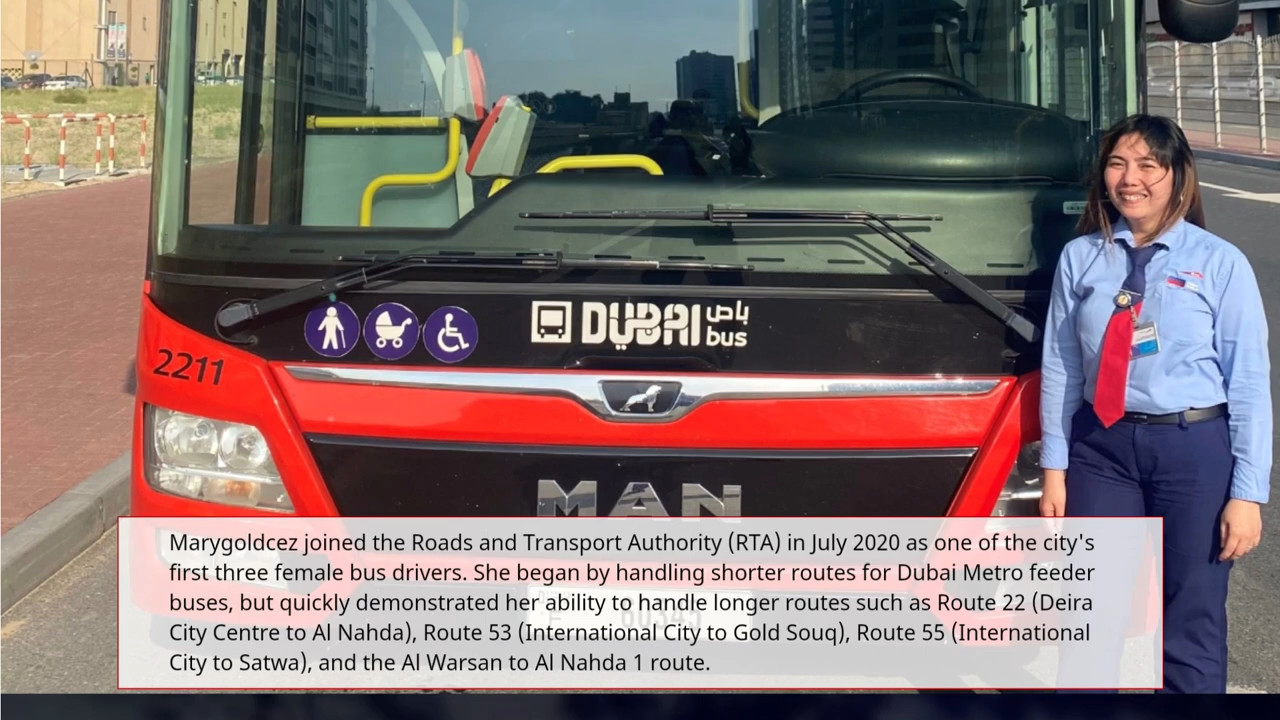 DUBAI باص
bus
2211
MAN
Marygoldcez joined the Roads and Transport Authority (RTA) in July 2020 as one of the city's
first three female bus drivers. She began by handling shorter routes for Dubai Metro feeder
buses, but quickly demonstrated her ability to handle longer routes such as Route 22 (Deira
City Centre to Al Nahda), Route 53 (International City to Gold Souq), Route 55 (International
City to Satwa), and the Al Warsan to Al Nahda 1 route.